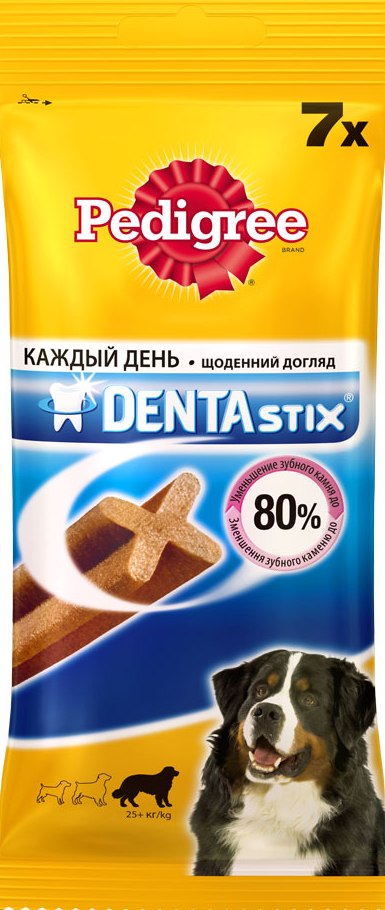 7x
Pedigree
BRAND
®
КАЖДЫЙ ДЕНЬ • щоденний догляд
DENTASTIX®
Уменьшение зубного камня до
80%
Зменшення зубного каменю до
25+ кг/kg